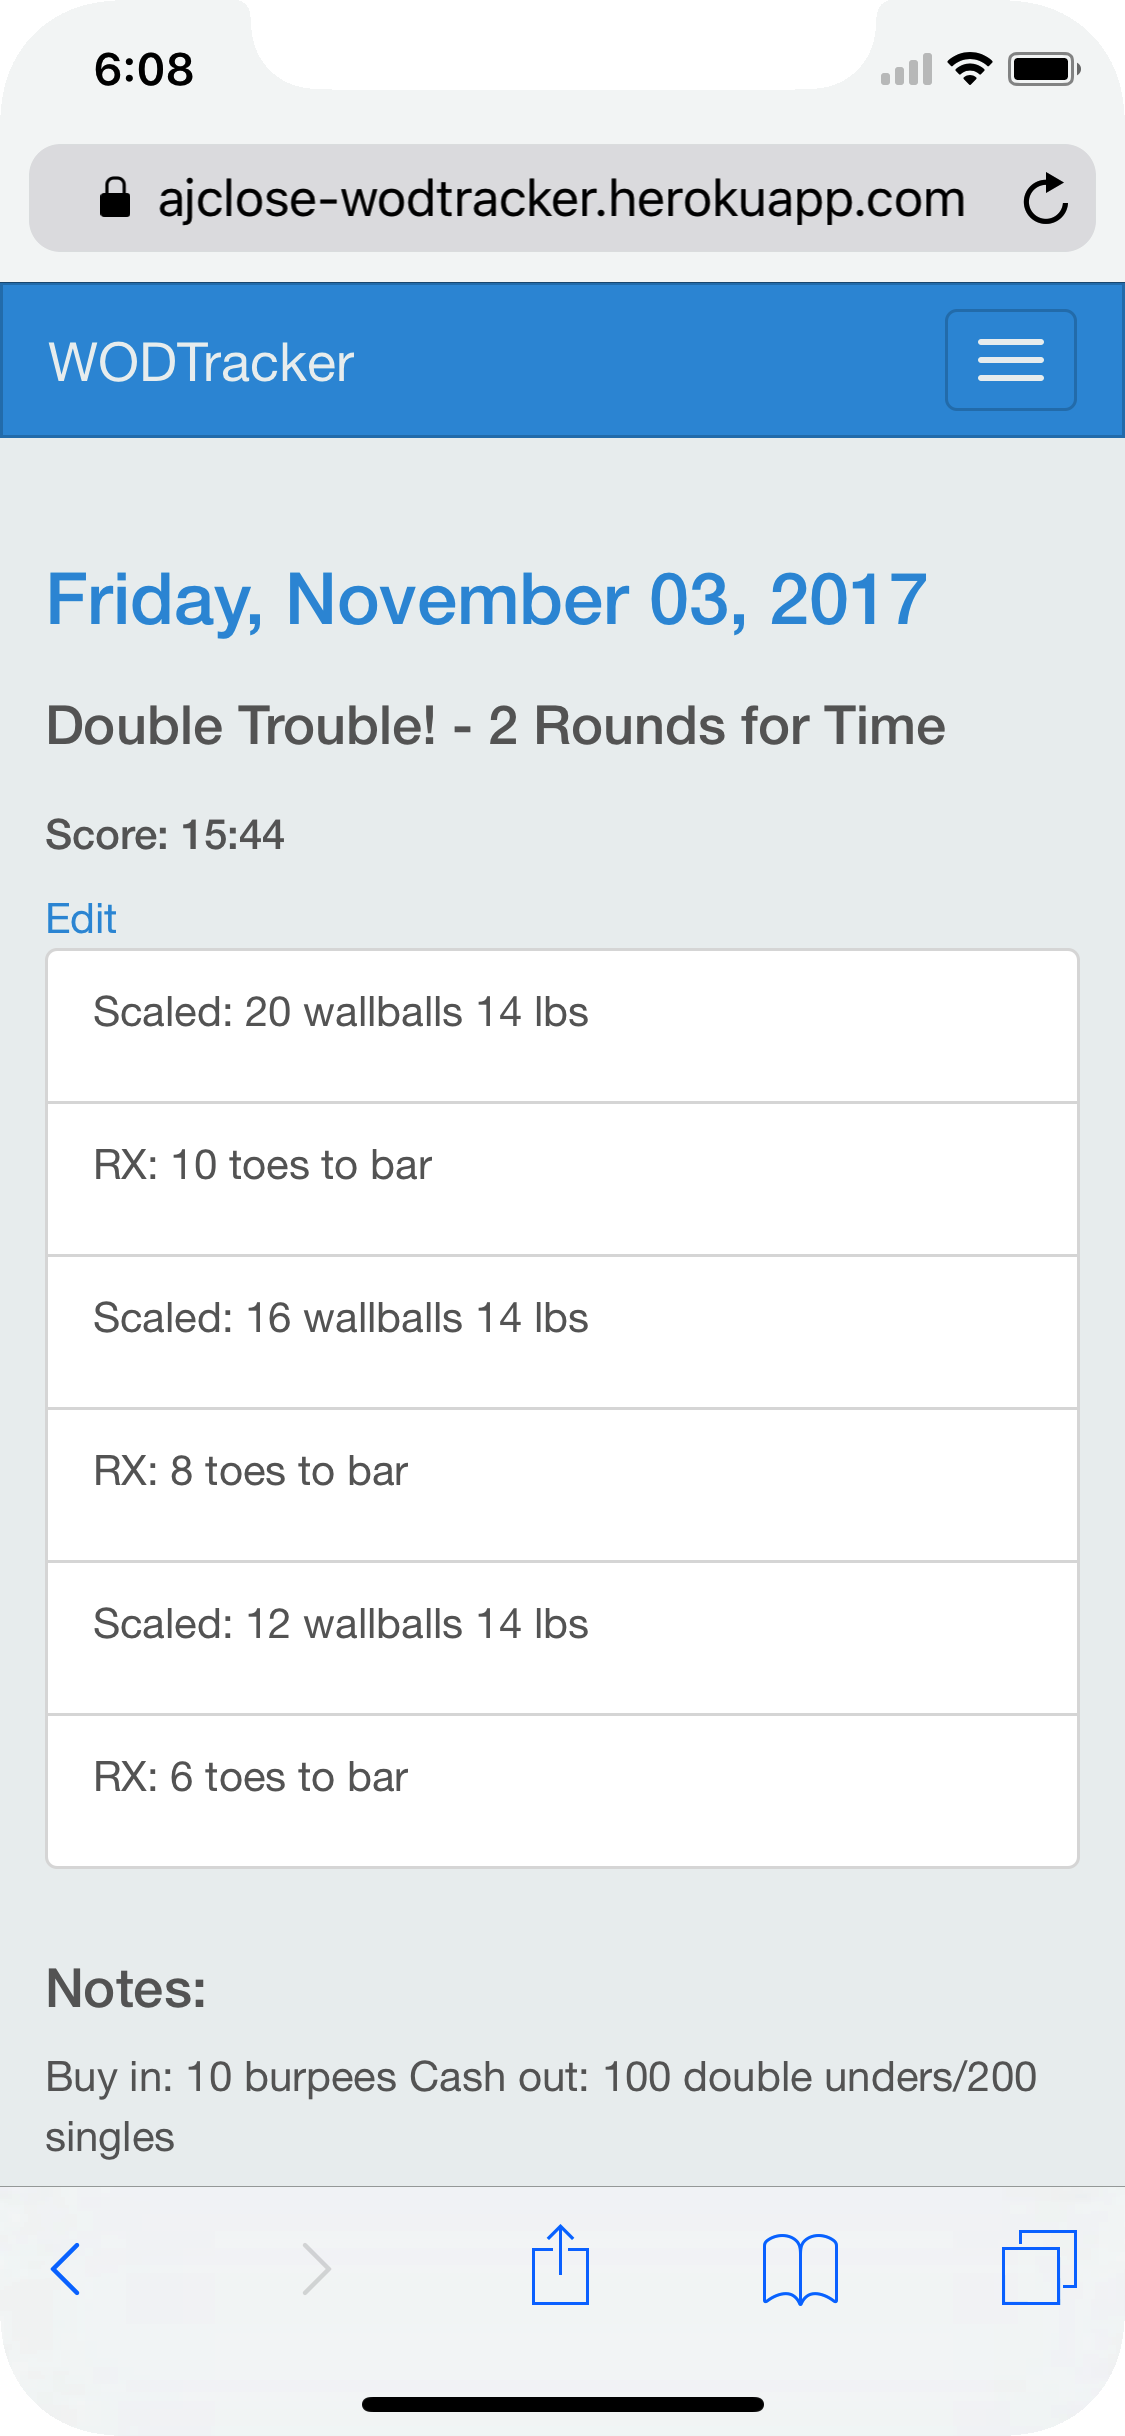 6:08
ajclose-wodtracker.herokuapp.com
WODTracker
Friday, November 03, 2017
Double Trouble! - 2 Rounds for Time
Score: 15:44
Edit
Scaled: 20 wallballs 14 lbs
RX: 10 toes to bar
Scaled: 16 wallballs 14 lbs
RX: 8 toes to bar
Scaled: 12 wallballs 14 lbs
RX: 6 toes to bar
Notes:
Buy in: 10 burpees Cash out: 100 double unders/200
singles